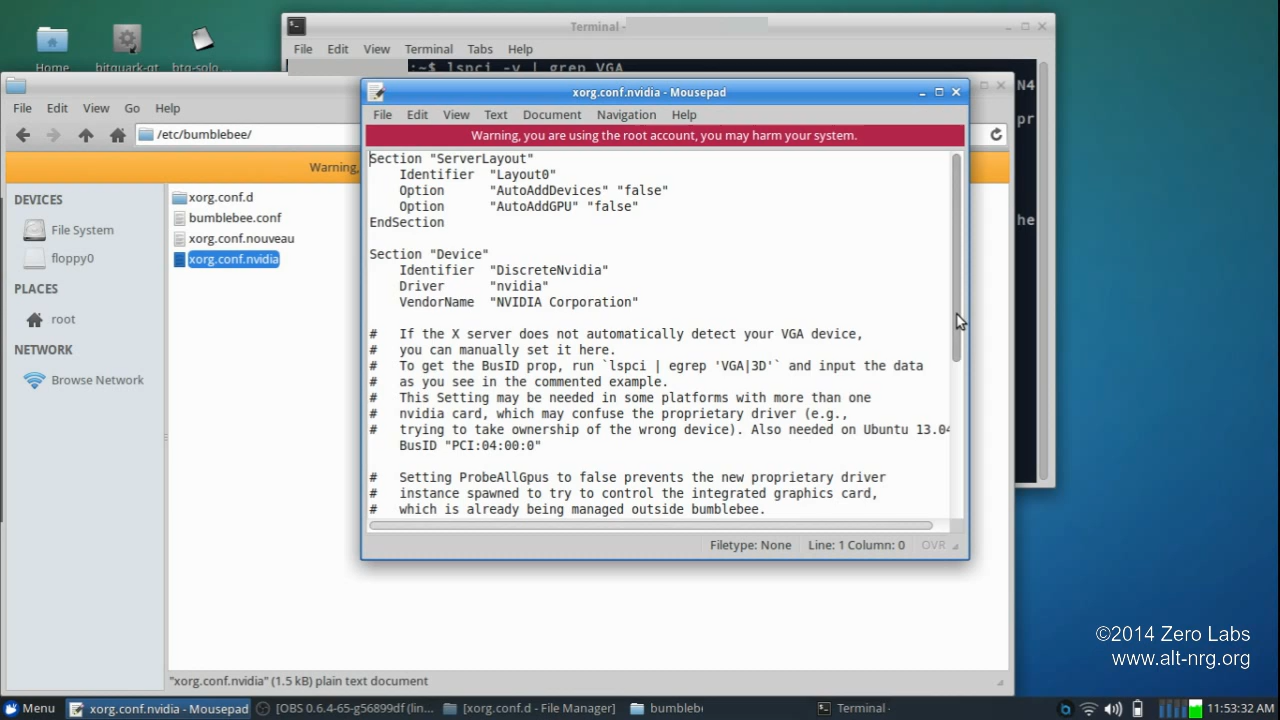 Terminal -
File Edit View Terminal Tabs Help
:~$ lspci -v | grep VGA
Home
bitquark-qt
btq-solo ...
N4
pr
he
File Edit View Go Help
/etc/bumblebee/
Warning,
DEVICES
File System
floppy0
PLACES
root
NETWORK
Browse Network
xorg.conf.d
bumblebee.conf
xorg.conf.nouveau
xorg.conf.nvidia
"xorg.conf.nvidia" (1.5 kB) plain text document
xorg.conf.nvidia - Mousepad
File Edit View Text Document Navigation Help
Warning, you are using the root account, you may harm your system.
Section "ServerLayout"
Identifier "Layout0"
Option "AutoAddDevices" "false"
Option "AutoAddGPU" "false"
EndSection
Section "Device"
Identifier "DiscreteNvidia"
Driver "nvidia"
VendorName "NVIDIA Corporation"
# If the X server does not automatically detect your VGA device,
# you can manually set it here.
# To get the BusID prop, run `lspci | egrep 'VGA|3D'` and input the data
# as you see in the commented example.
# This Setting may be needed in some platforms with more than one
# nvidia card, which may confuse the proprietary driver (e.g.,
# trying to take ownership of the wrong device). Also needed on Ubuntu 13.04
BusID "PCI:04:00:0"
# Setting ProbeAllGpus to false prevents the new proprietary driver
# instance spawned to try to control the integrated graphics card,
# which is already being managed outside bumblebee.
Filetype: None Line: 1 Column: 0 OVR
©2014 Zero Labs
www.alt-nrg.org
Menu xorg.conf.nvidia - Mousepad [OBS 0.6.4-65-g56899df (lin... [xorg.conf.d - File Manager] bumblebe Terminal - 11:53:32 AM